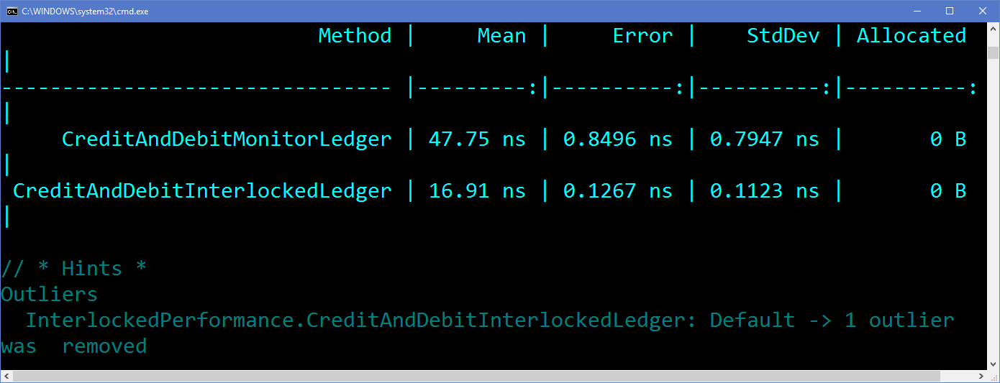 C:\WINDOWS\system32\cmd.exe
Method | Mean | Error | StdDev | Allocated
|
-------------------------------- |---------:|----------:|----------:|----------:
|
CreditAndDebitMonitorLedger | 47.75 ns | 0.8496 ns | 0.7947 ns | 0 B
|
CreditAndDebitInterlockedLedger | 16.91 ns | 0.1267 ns | 0.1123 ns | 0 B
|
// * Hints *
Outliers
InterlockedPerformance.CreditAndDebitInterlockedLedger: Default -> 1 outlier
was  removed